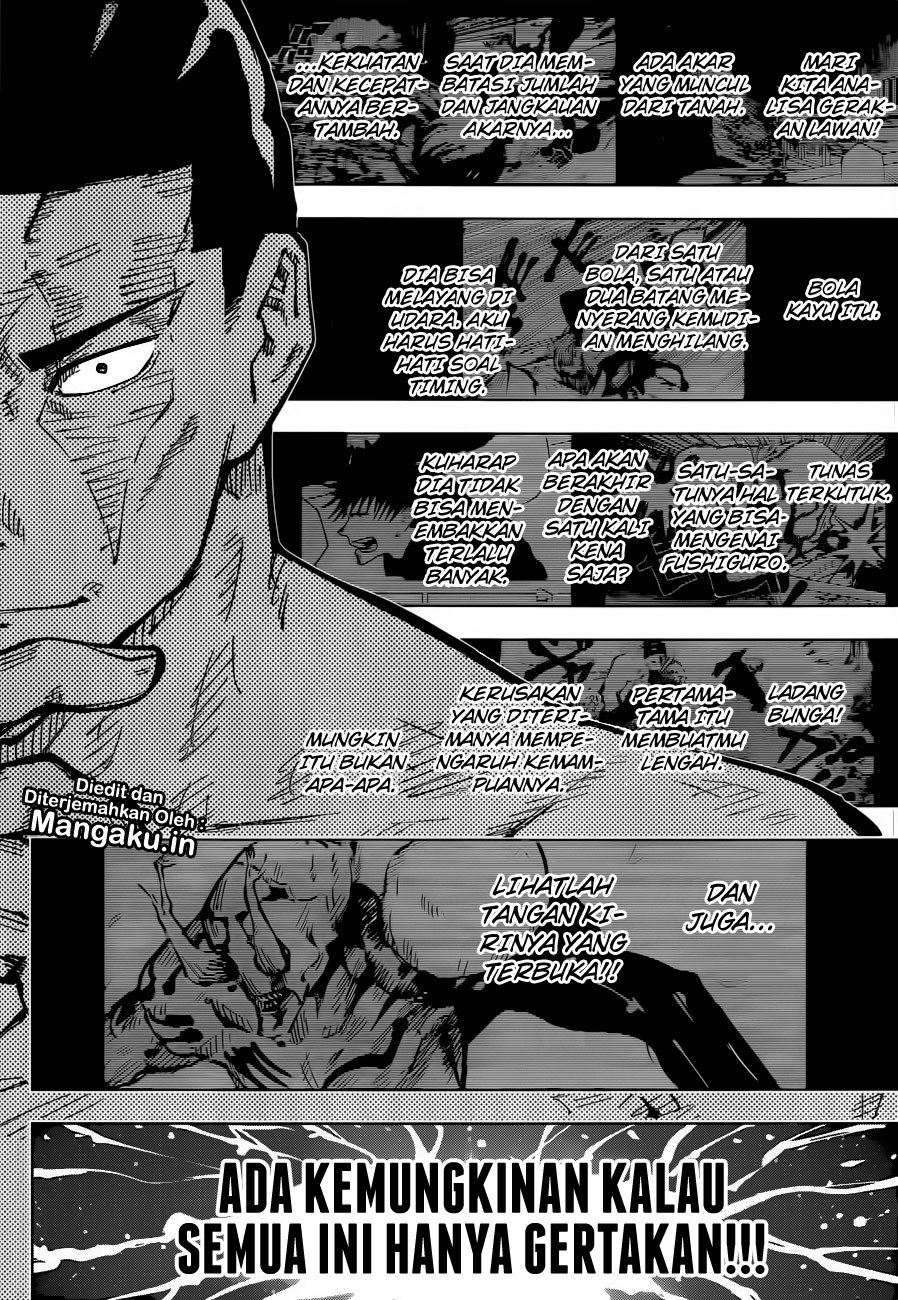 MARI
KITA ANA-
LISA GERAK-
AN LAWAN!
ADA AKAR
YANG MUNCUL
DARI TANAH.
SAAT DIA MEM-
BATASI JUMLAH
DAN JANGKAUAN
AKARNYA...
...KEKUATAN
DAN KECEPAT-
ANNYA BER-
TAMBAH.
BOLA
KAYU ITU.
DARI SATU
BOLA, SATU ATAU
DUA BATANG ME-
NYERANG KEMUDI-
AN MENGHILANG.
DIA BISA
MELAYANG DI
UDARA. AKU
HARUS HATI-
HATI SOAL
TIMING.
TUNAS
TERKUTUK.
SATU-SA-
TUNYA HAL
YANG BISA-
MENGENAI
FUSHIGURO.
APA AKAN
BERAKHIR
DENGAN
SATU KALI
KENA
SAJA?
KUHARAP
DIA TIDAK
BISA MEN-
EMBAKKAN
TERLALU
BANYAK.
LADANG
BUNGA!
PERTAMA-
TAMA ITU
MEMBUATMU
LENGAH.
KERUSAKAN
YANG DITERI-
MANYA MEMPE-
NGARUH KEMAM-
PUANNYA.
MUNGKIN
ITU BUKAN
APA-APA.
Diedit dan
Diterjemahkan Oleh :
Mangaku.in
DAN
JUGA...
LIHATLAH
TANGAN KI-
RINYA YANG
TERBUKA!!
ADA KEMUNGKINAN KALAU
SEMUA INI HANYA GERTAKAN!!!